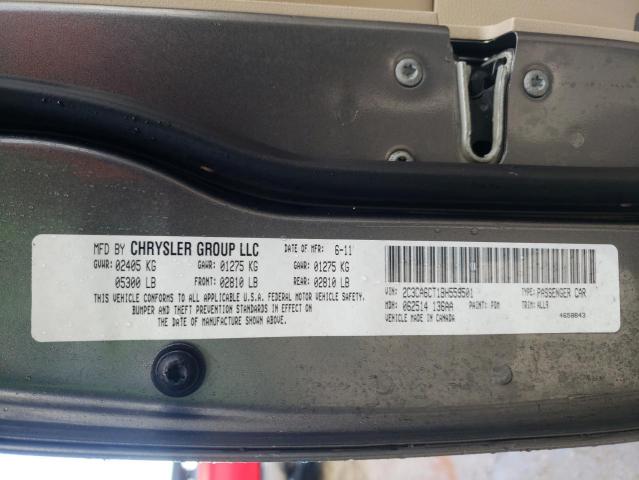 MFD BY CHRYSLER GROUP LLC DATE OF MFR: 6-11
GVWR: 02405 KG GAWR: 01275 KG GAWR: 01275 KG
05300 LB FRONT: 02810 LB REAR: 02810 LB
THIS VEHICLE CONFORMS TO ALL APPLICABLE U.S.A. FEDERAL MOTOR VEHICLE SAFETY,
BUMPER AND THEFT PREVENTION STANDARDS IN EFFECT ON
THE DATE OF MANUFACTURE SHOWN ABOVE.
VIN: 2C3CA6CT1BH559501 TYPE: PASSENGER CAR
MDH: 062514 136AA PAINT: PDM TRIM: ALL9
VEHICLE MADE IN CANADA 4658843